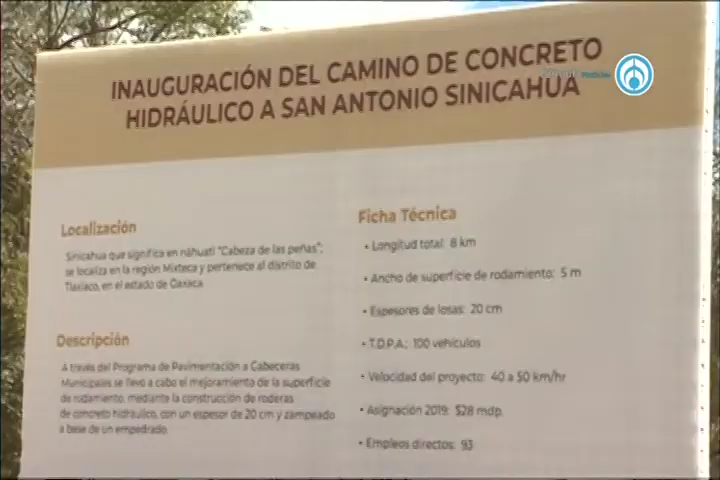 INAUGURACIÓN DEL CAMINO DE CONCRETO
HIDRÁULICO A SAN ANTONIO SINICAHUA
Localización
Sinicahua que significa en náhuatl "Cabeza de las peñas";
se localiza en la región Mixteca y pertenece al distrito de
Tlaxiaco, en el estado de Oaxaca.
Descripción
A través del Programa de Pavimentación a Cabeceras
Municipales se llevó a cabo el mejoramiento de la superficie
de rodamiento, mediante la construcción de roderas
de concreto hidráulico, con un espesor de 20 cm y zampeado
a base de un empedrado.
Ficha Técnica
• Longitud total: 8 km
• Ancho de superficie de rodamiento: 5 m
• Espesores de losas: 20 cm
• T.D.P.A.: 100 vehículos
• Velocidad del proyecto: 40 a 50 km/hr
• Asignación 2019: $28 mdp.
• Empleos directos: 93
Noticias